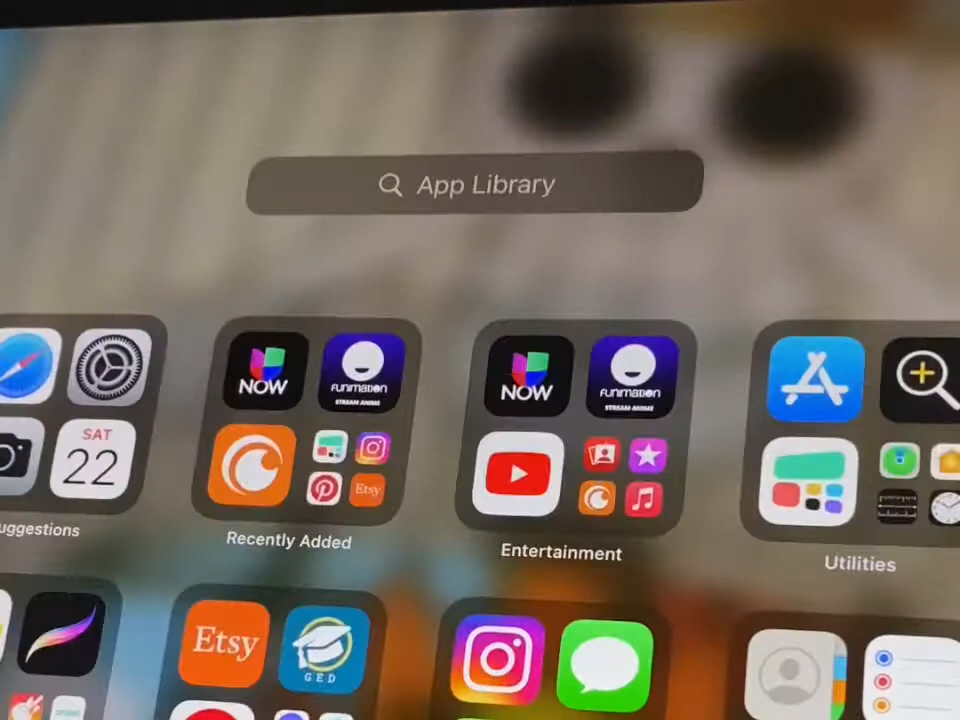 App Library
NOW
FUNIMATION
STREAM ANIME
NOW
FUNIMATION
STREAM ANIME
SAT
22
Etsy
uggestions
Recently Added
Entertainment
Utilities
Etsy
GED